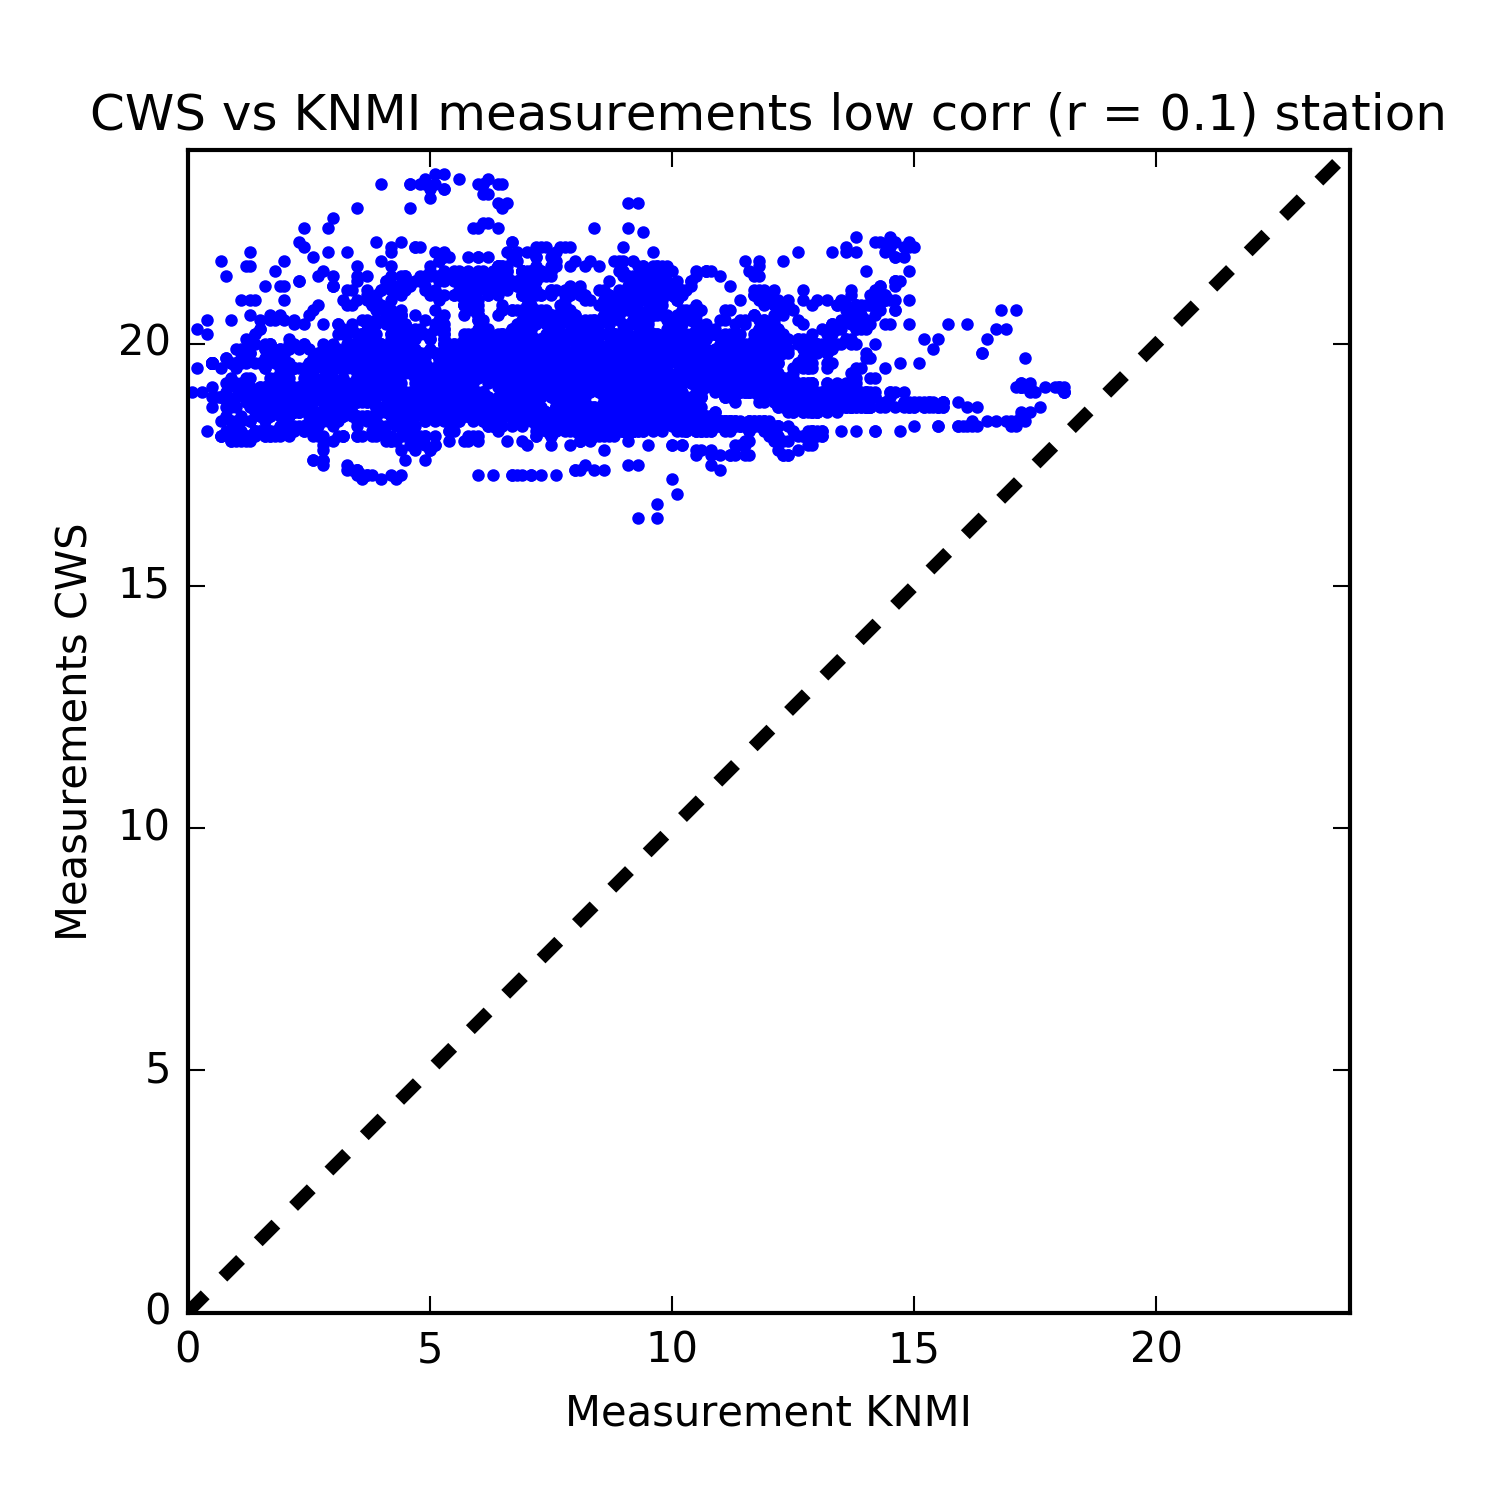 CWS vs KNMI measurements low corr (r = 0.1) station
Measurements CWS
20
15
10
5
0
0 5 10 15 20
Measurement KNMI